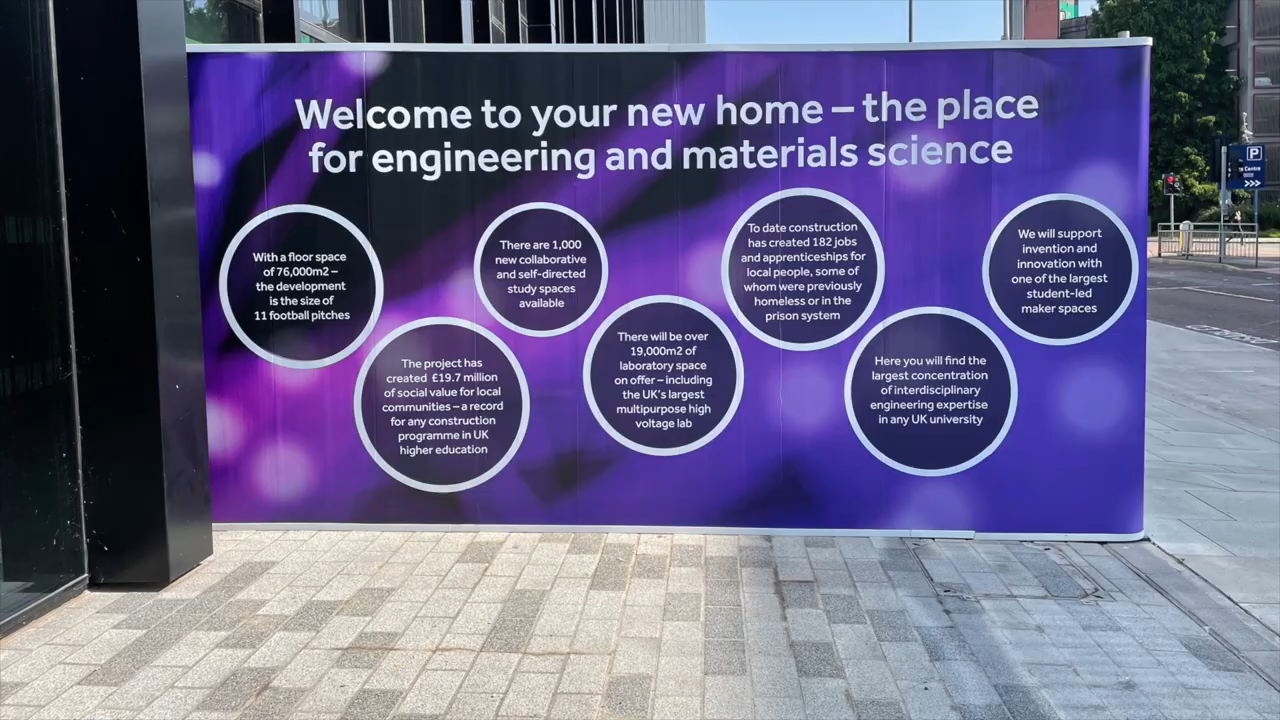 Welcome to your new home – the place
for engineering and materials science
With a floor space
of 76,000m2 –
the development
is the size of
11 football pitches
The project has
created £19.7 million
of social value for local
communities – a record
for any construction
programme in UK
higher education
There are 1,000
new collaborative
and self-directed
study spaces
available
There will be over
19,000m2 of
laboratory space
on offer – including
the UK's largest
multipurpose high
voltage lab
To date construction
has created 182 jobs
and apprenticeships for
local people, some of
whom were previously
homeless or in the
prison system
Here you will find the
largest concentration
of interdisciplinary
engineering expertise
in any UK university
We will support
invention and
innovation with
one of the largest
student-led
maker spaces
P
Centre